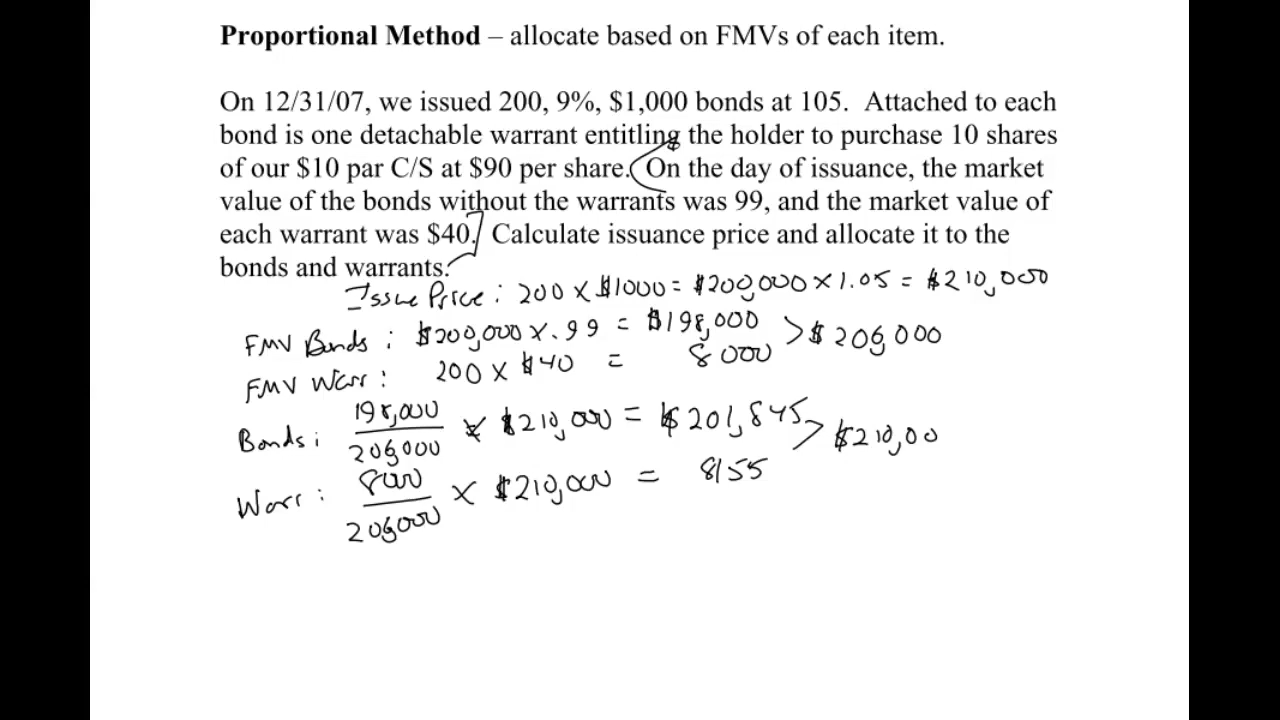 Proportional Method – allocate based on FMVs of each item.
On 12/31/07, we issued 200, 9%, $1,000 bonds at 105. Attached to each
bond is one detachable warrant entitling the holder to purchase 10 shares
of our $10 par C/S at $90 per share. On the day of issuance, the market
value of the bonds without the warrants was 99, and the market value of
each warrant was $40. Calculate issuance price and allocate it to the
bonds and warrants.
Issue Price: 200 x $1000 = $200,000 x 1.05 = $210,000
FMV Bonds: $200,000 x .99 = $198,000 > $206,000
FMV Warr: 200 x $40 = 8000
Bonds: 198,000 / 206,000 x $210,000 = $201,845 > $210,00
Warr: 8000 / 206,000 x $210,000 = 8155